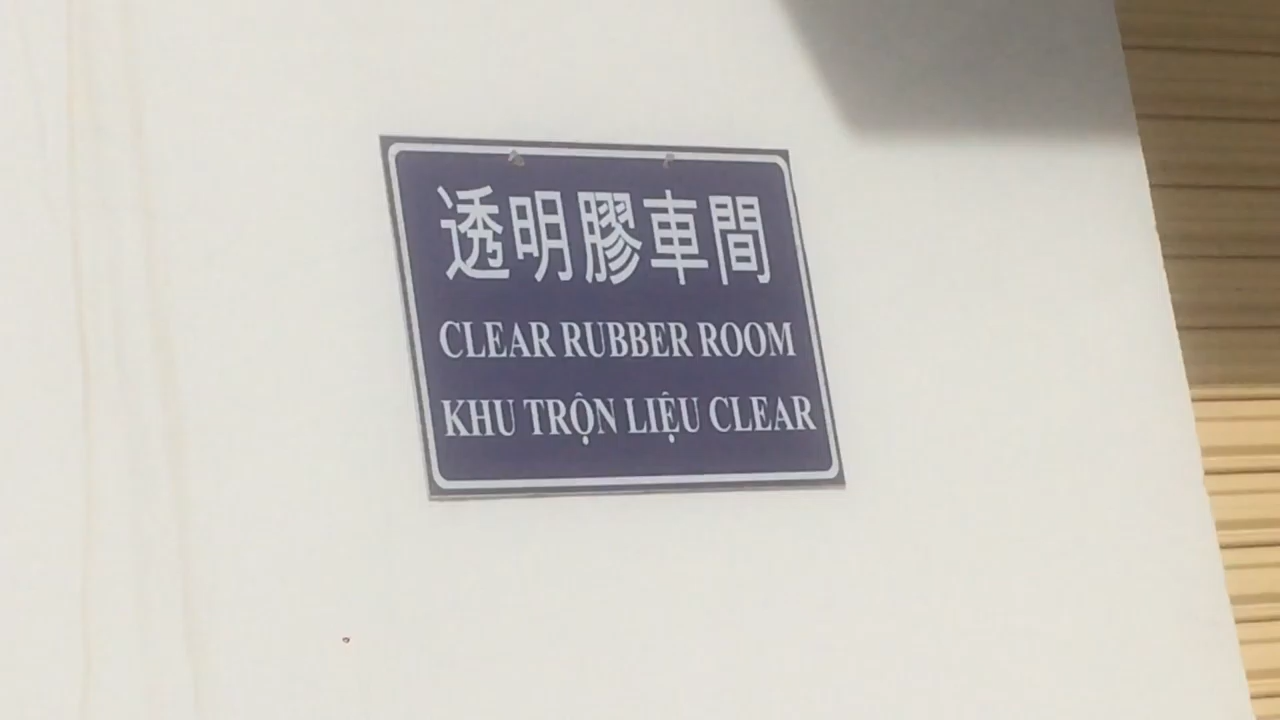 透明膠車間
CLEAR RUBBER ROOM
KHU TRỘN LIỆU CLEAR